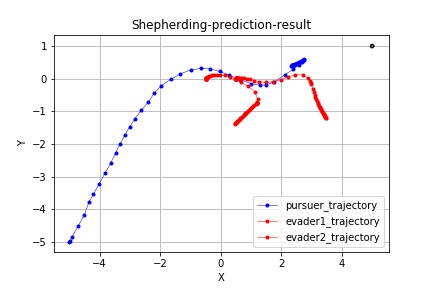 Shepherding-prediction-result
1
0
−1
−2
−3
−4
−5
Y
pursuer_trajectory
evader1_trajectory
evader2_trajectory
−4
−2
0
2
4
X